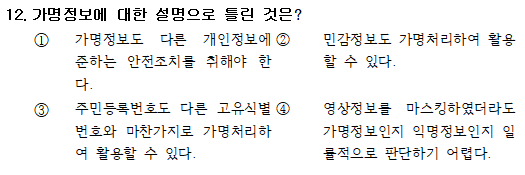 12. 가명정보에 대한 설명으로 틀린 것은?
① 가명정보도 다른 개인정보에 준하는 안전조치를 취해야 한다.
② 민감정보도 가명처리하여 활용할 수 있다.
③ 주민등록번호도 다른 고유식별번호와 마찬가지로 가명처리하여 활용할 수 있다.
④ 영상정보를 마스킹하였더라도 가명정보인지 익명정보인지 일률적으로 판단하기 어렵다.